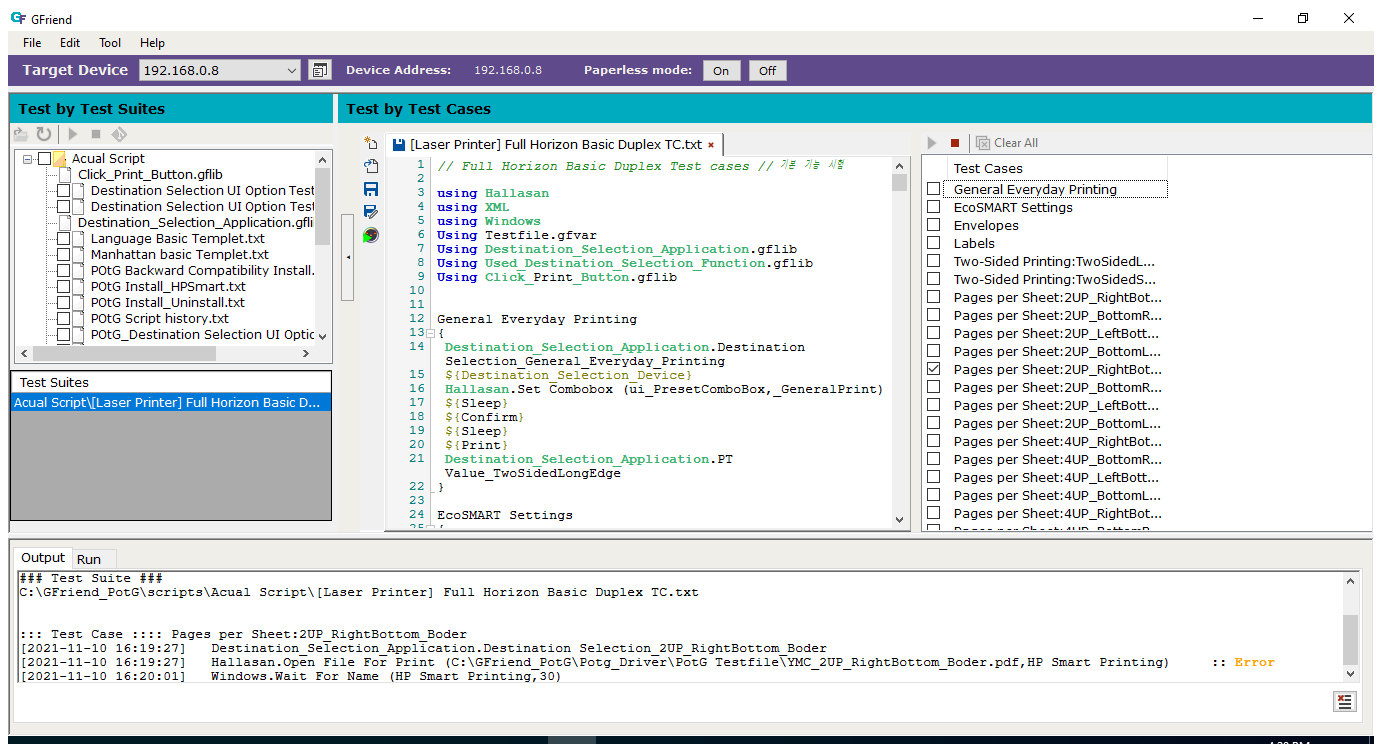 GFriend
File Edit Tool Help
Target Device 192.168.0.8 Device Address: 192.168.0.8 Paperless mode: On Off
Test by Test Suites
Acual Script
Click_Print_Button.gflib
Destination Selection UI Option Test
Destination Selection UI Option Test
Destination_Selection_Application.gfli
Language Basic Templet.txt
Manhattan basic Templet.txt
POtG Backward Compatibility Install.
POtG Install_HPSmart.txt
POtG Install_Uninstall.txt
POtG Script history.txt
POtG_Destination Selection UI Optic
Test Suites
Acual Script\[Laser Printer] Full Horizon Basic D...
Test by Test Cases
[Laser Printer] Full Horizon Basic Duplex TC.txt
1 // Full Horizon Basic Duplex Test cases // 기본 기능 시험
2
3 using Hallasan
4 using XML
5 using Windows
6 Using Testfile.gfvar
7 Using Destination_Selection_Application.gflib
8 Using Used_Destination_Selection_Function.gflib
9 Using Click_Print_Button.gflib
10
11
12 General Everyday Printing
13 {
14 Destination_Selection_Application.Destination
Selection_General_Everyday_Printing
15 ${Destination_Selection_Device}
16 Hallasan.Set Combobox (ui_PresetComboBox,_GeneralPrint)
17 ${Sleep}
18 ${Confirm}
19 ${Sleep}
20 ${Print}
21 Destination_Selection_Application.PT
Value_TwoSidedLongEdge
22 }
23
24 EcoSMART Settings
25 {
Clear All
Test Cases
General Everyday Printing
EcoSMART Settings
Envelopes
Labels
Two-Sided Printing:TwoSidedL...
Two-Sided Printing:TwoSidedS...
Pages per Sheet:2UP_RightBot...
Pages per Sheet:2UP_BottomR...
Pages per Sheet:2UP_LeftBott...
Pages per Sheet:2UP_BottomL...
Pages per Sheet:2UP_RightBot...
Pages per Sheet:2UP_BottomR...
Pages per Sheet:2UP_LeftBott...
Pages per Sheet:2UP_BottomL...
Pages per Sheet:4UP_RightBot...
Pages per Sheet:4UP_BottomR...
Pages per Sheet:4UP_LeftBott...
Pages per Sheet:4UP_BottomL...
Pages per Sheet:4UP_RightBot...
Pages per Sheet:4UP_BottomR...
Output Run
### Test Suite ###
C:\GFriend_PotG\scripts\Acual Script\[Laser Printer] Full Horizon Basic Duplex TC.txt
::: Test Case :::: Pages per Sheet:2UP_RightBottom_Boder
[2021-11-10 16:19:27] Destination_Selection_Application.Destination Selection_2UP_RightBottom_Boder
[2021-11-10 16:19:27] Hallasan.Open File For Print (C:\GFriend_PotG\Potg_Driver\PotG Testfile\YMC_2UP_RightBottom_Boder.pdf,HP Smart Printing) :: Error
[2021-11-10 16:20:01] Windows.Wait For Name (HP Smart Printing,30)